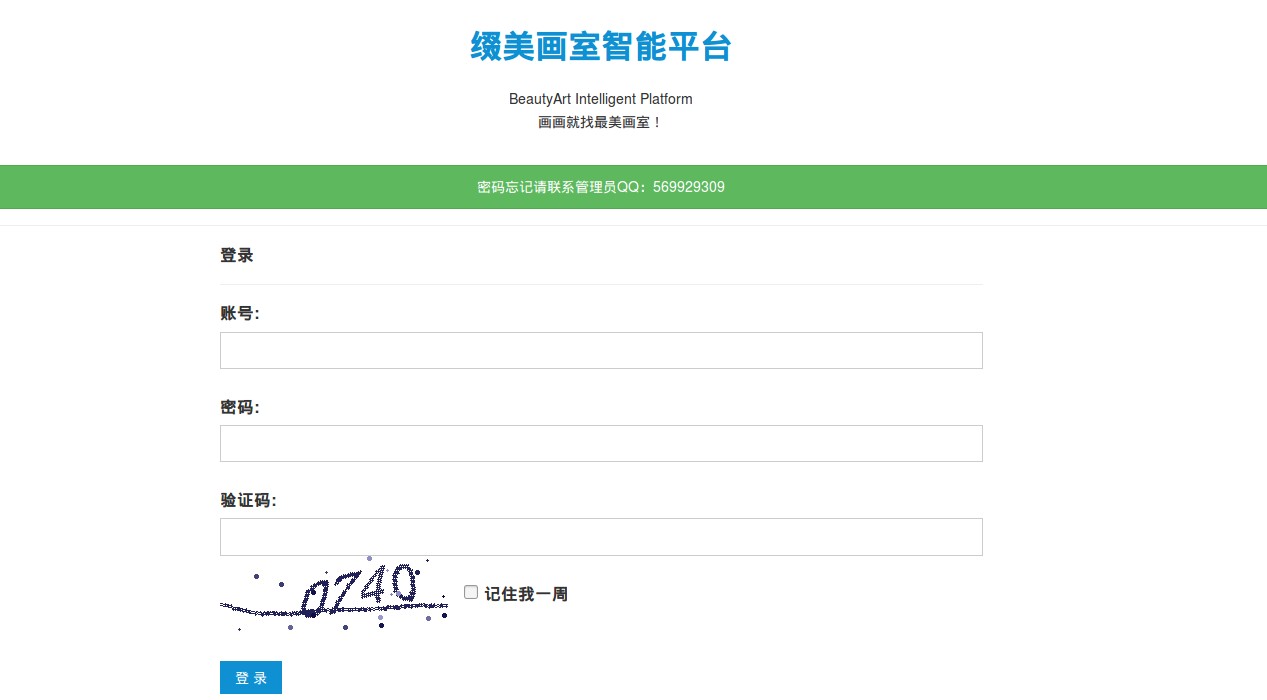 缀美画室智能平台
BeautyArt Intelligent Platform
画画就找最美画室！
密码忘记请联系管理员QQ：569929309
登录
账号:
密码:
验证码:
0740
记住我一周
登 录